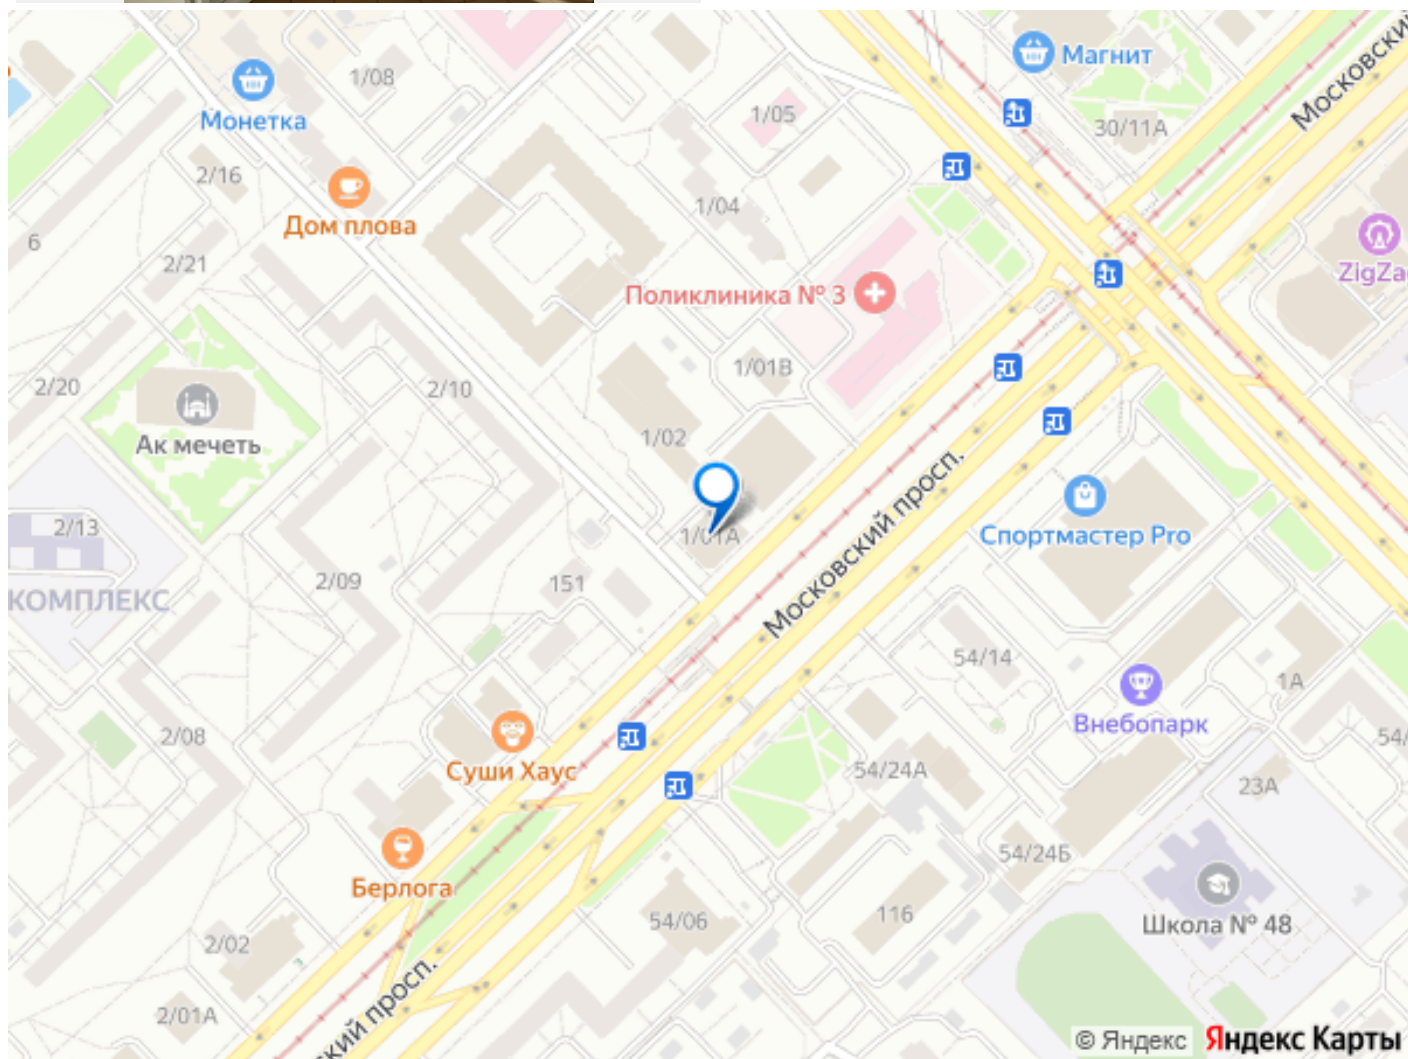 Магнит
Московский
1/08
Монетка
1/05
30/11А
2/16
Дом плова
1/04
6
2/21
ZigZa
Поликлиника № 3
1/01В
2/20
2/10
Ак мечеть
1/02
Московский просп.
2/13
1/01А
Спортмастер Pro
КОМПЛЕКС
2/09
151
54/14
1А
Внебопарк
2/08
54/
Суши Хаус
54/24А
23А
54/24Б
Берлога
54/06
116
Школа № 48
2/02
2/01А
ский просп.
© Яндекс Яндекс Карты